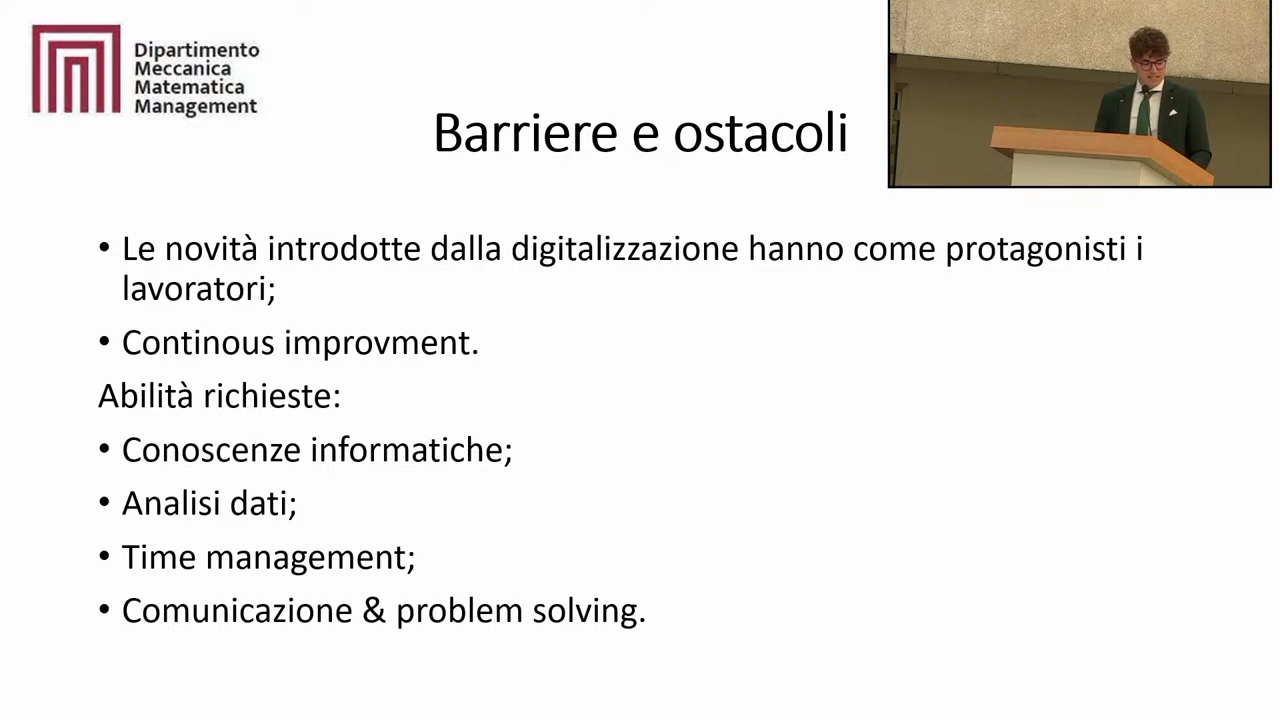 Dipartimento
Meccanica
Matematica
Management
Barriere e ostacoli
• Le novità introdotte dalla digitalizzazione hanno come protagonisti i
lavoratori;
• Continous improvment.
Abilità richieste:
• Conoscenze informatiche;
• Analisi dati;
• Time management;
• Comunicazione & problem solving.